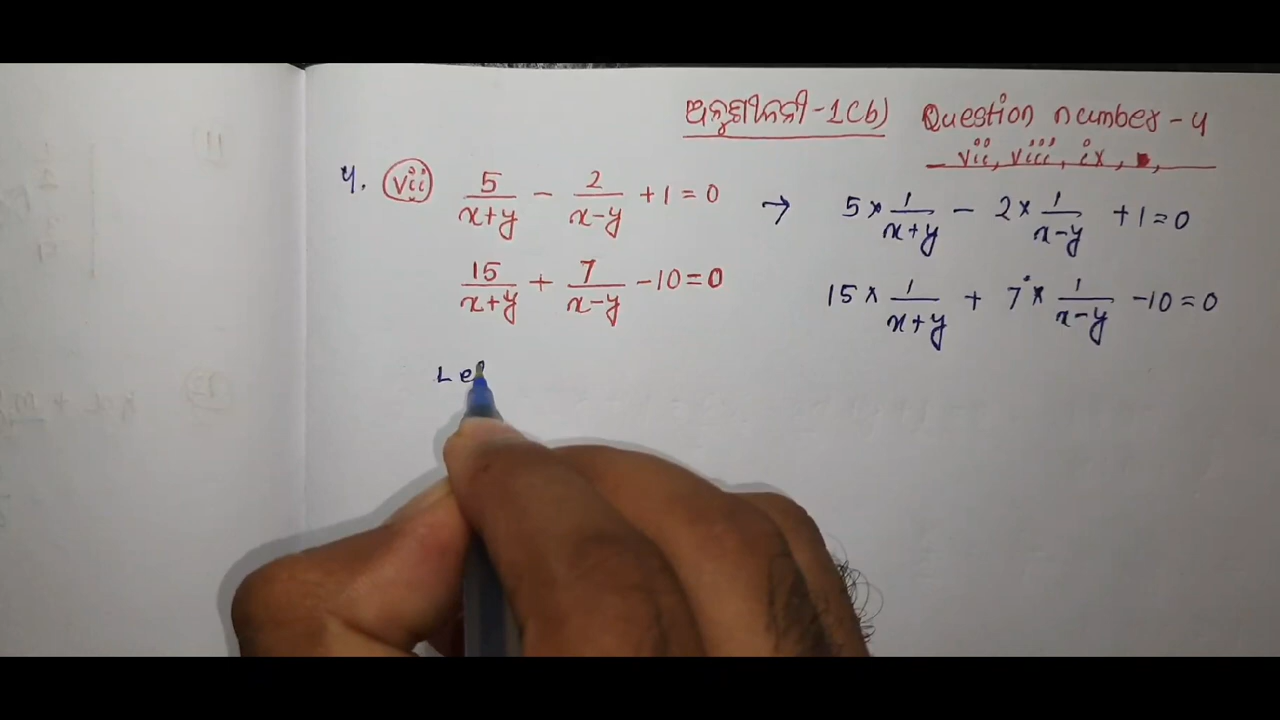 ଅନୁଶୀଳନୀ-1(b) Question number-4
vii, viii, ix,
4. vii 5/(x+y) - 2/(x-y) + 1 = 0 → 5 × 1/(x+y) - 2 × 1/(x-y) + 1 = 0
15/(x+y) + 7/(x-y) - 10 = 0 15 × 1/(x+y) + 7 × 1/(x-y) - 10 = 0
Le